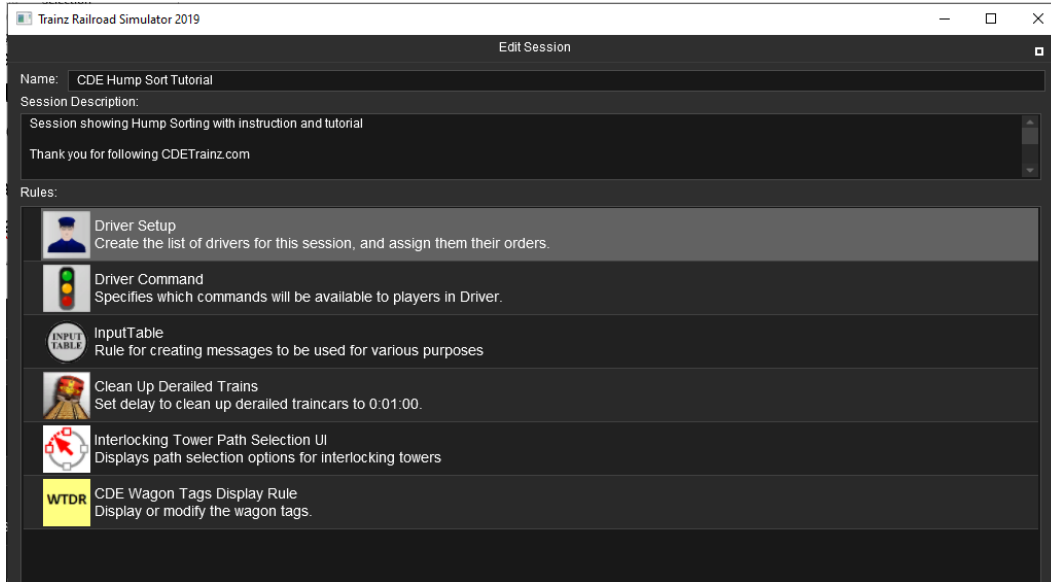 Trainz Railroad Simulator 2019
Edit Session
Name: CDE Hump Sort Tutorial
Session Description:
Session showing Hump Sorting with instruction and tutorial
Thank you for following CDETrainz.com
Rules:
Driver Setup
Create the list of drivers for this session, and assign them their orders.
Driver Command
Specifies which commands will be available to players in Driver.
INPUT
TABLE
InputTable
Rule for creating messages to be used for various purposes
Clean Up Derailed Trains
Set delay to clean up derailed traincars to 0:01:00.
Interlocking Tower Path Selection UI
Displays path selection options for interlocking towers
WTDR
CDE Wagon Tags Display Rule
Display or modify the wagon tags.